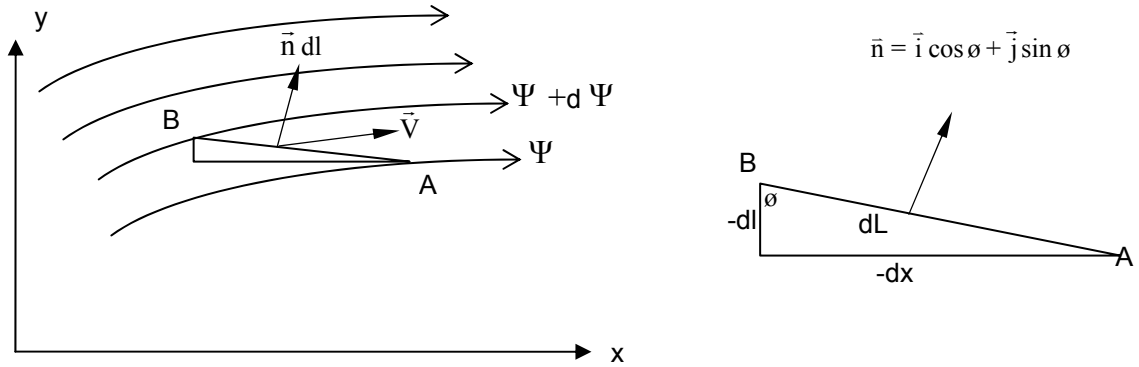 y
n⃗ dl
n⃗ = i⃗ cos ø + j⃗ sin ø
Ψ +d Ψ
B
V⃗
Ψ
A
x
B
ø
-dl
dL
A
-dx